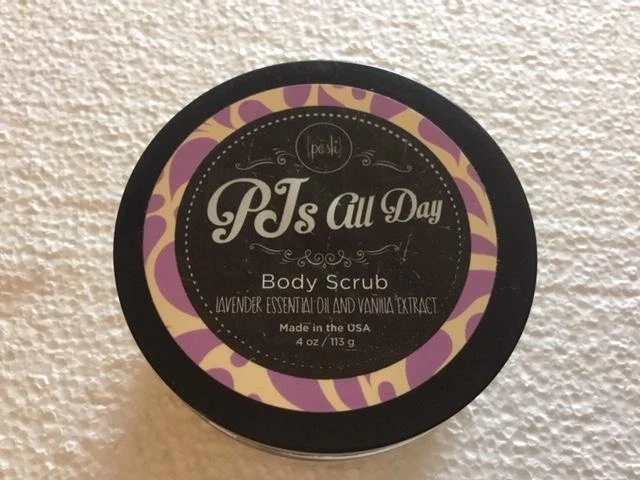 {posh}
PJs All Day
Body Scrub
LAVENDER ESSENTIAL OIL AND VANILLA EXTRACT
Made in the USA
4 oz / 113 g